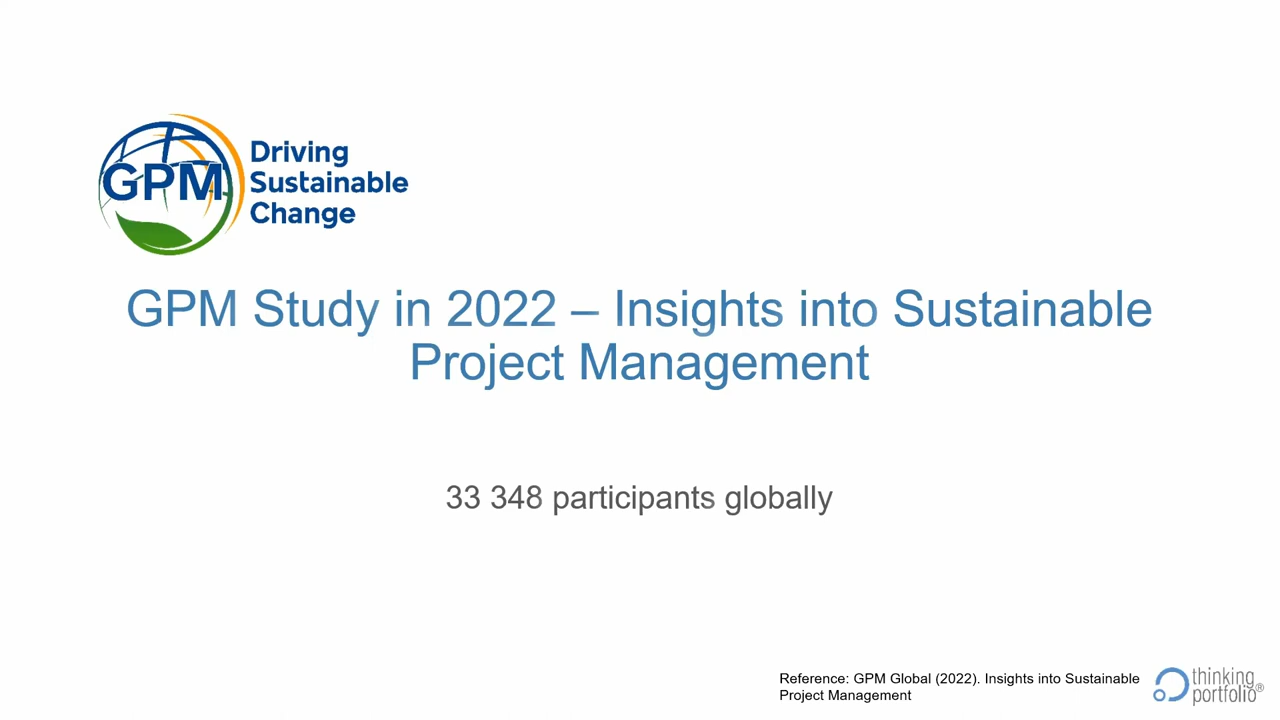 GPM
Driving
Sustainable
Change
GPM Study in 2022 – Insights into Sustainable
Project Management
33 348 participants globally
Reference: GPM Global (2022). Insights into Sustainable
Project Management
thinking
portfolio®